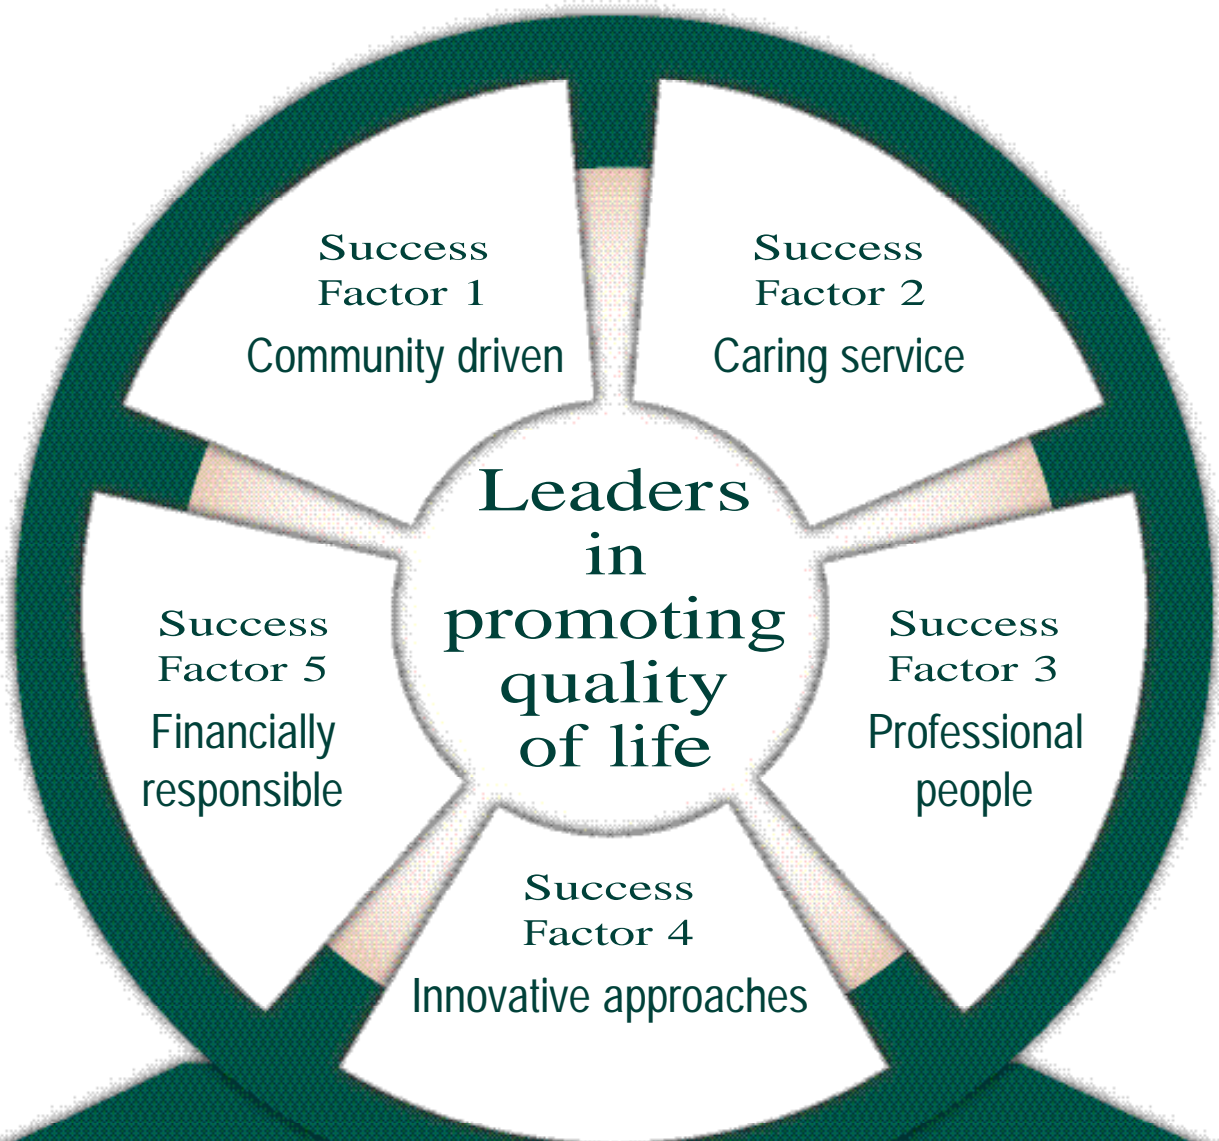 Success
Factor 1
Community driven
Success
Factor 2
Caring service
Leaders
in
promoting
quality
of life
Success
Factor 5
Financially
responsible
Success
Factor 3
Professional
people
Success
Factor 4
Innovative approaches